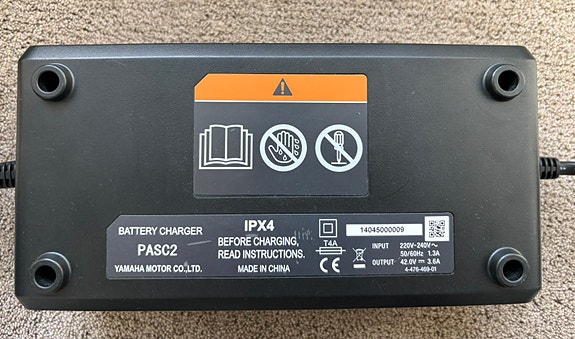 BATTERY CHARGER
PASC2
YAMAHA MOTOR CO.,LTD.
IPX4
BEFORE CHARGING,
READ INSTRUCTIONS.
MADE IN CHINA
T4A
CE
14045000009
INPUT 220V-240V~
50/60Hz 1.3A
OUTPUT 42.0V⎓ 3.6A
4-476-469-01